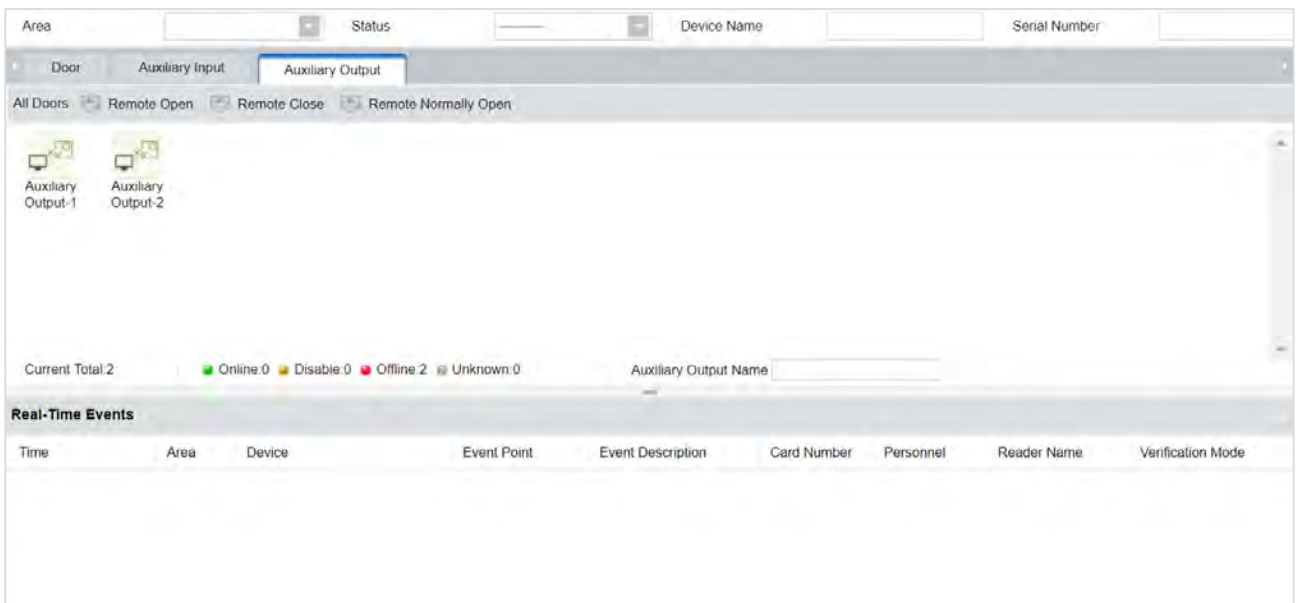 Area Status ---------- Device Name Serial Number
Door Auxiliary Input Auxiliary Output
All Doors Remote Open Remote Close Remote Normally Open
Auxiliary Auxiliary
Output-1 Output-2
Current Total:2 Online:0 Disable:0 Offline:2 Unknown:0 Auxiliary Output Name
Real-Time Events
Time Area Device Event Point Event Description Card Number Personnel Reader Name Verification Mode